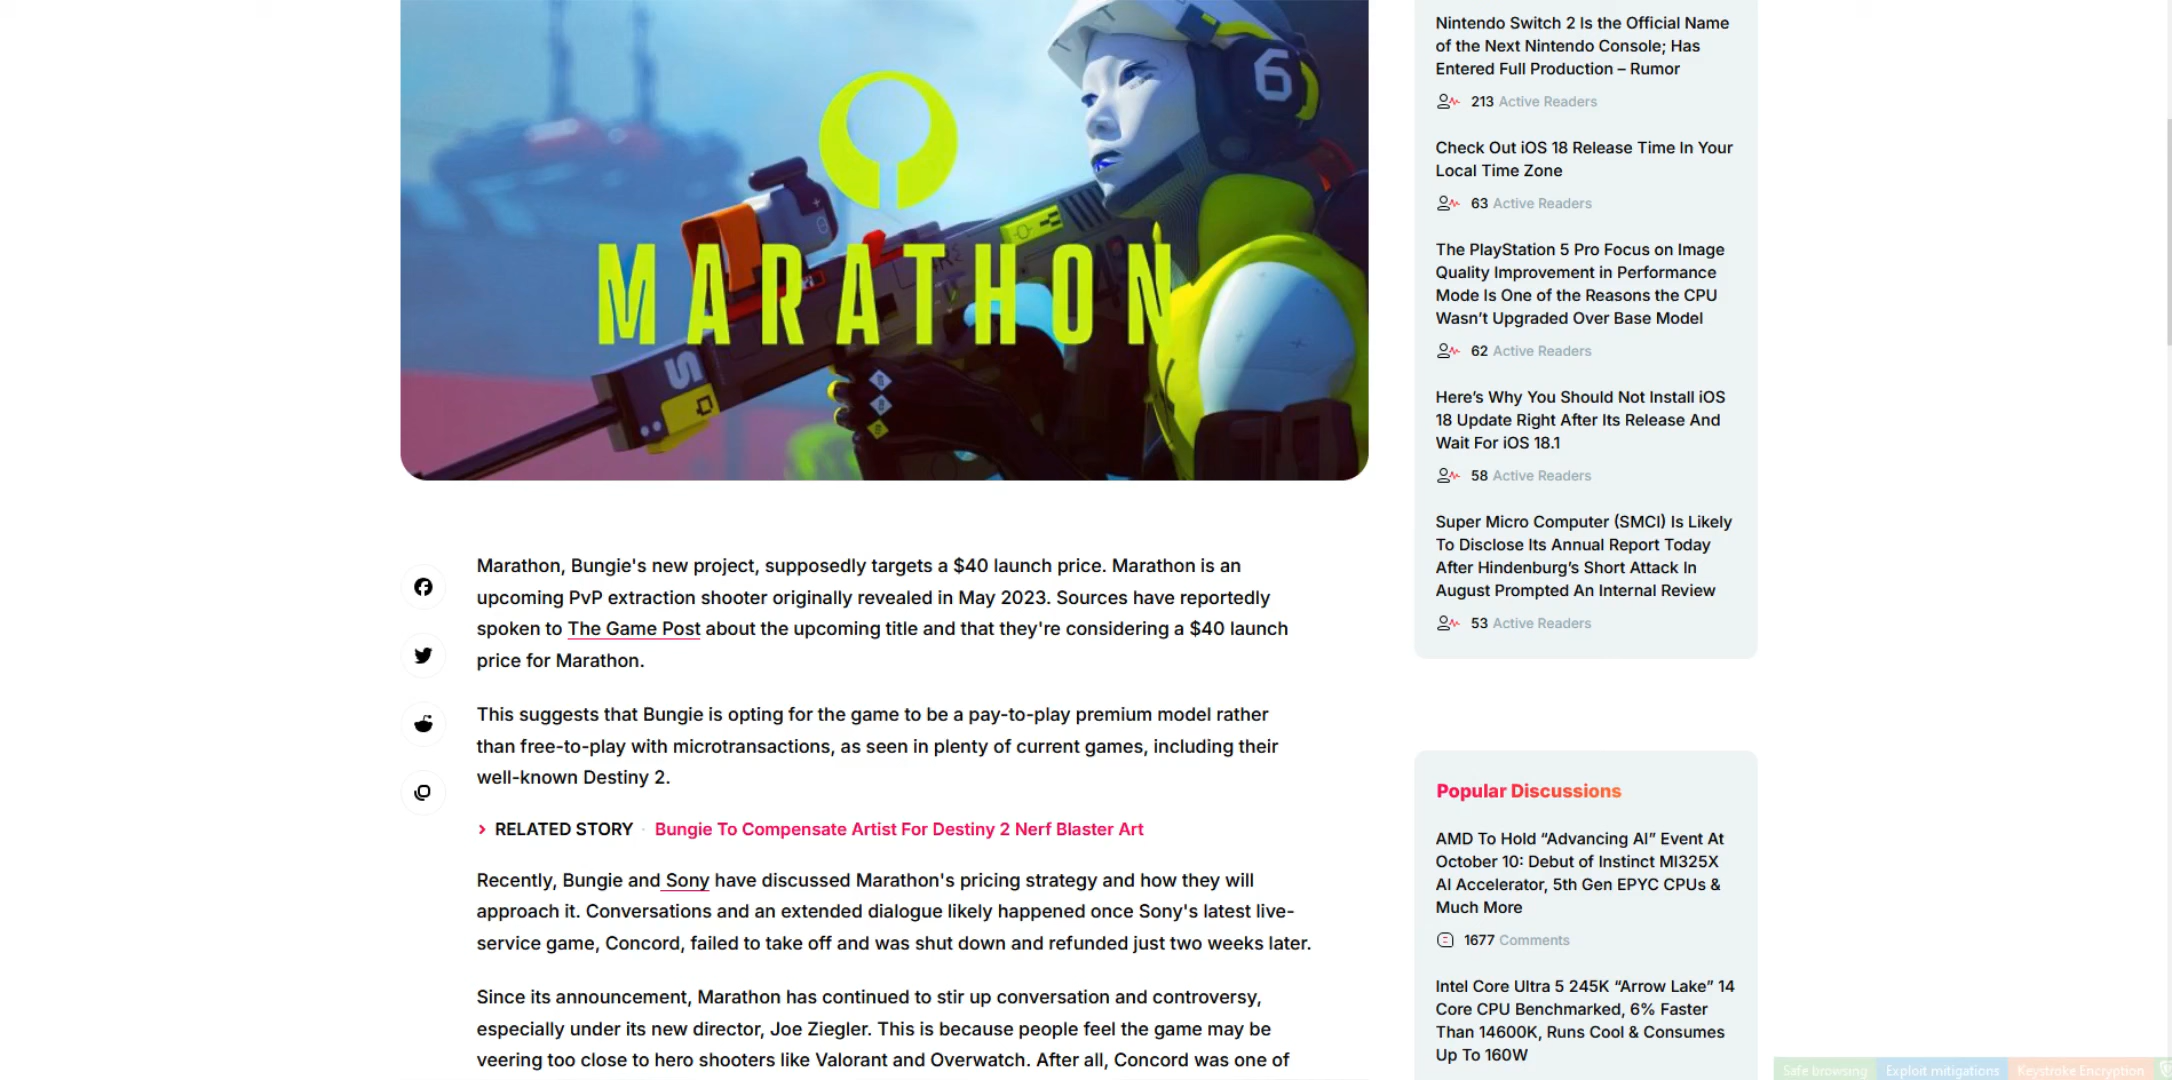 6
MARATHON
S
Marathon, Bungie's new project, supposedly targets a $40 launch price. Marathon is an
upcoming PvP extraction shooter originally revealed in May 2023. Sources have reportedly
spoken to The Game Post about the upcoming title and that they're considering a $40 launch
price for Marathon.
This suggests that Bungie is opting for the game to be a pay-to-play premium model rather
than free-to-play with microtransactions, as seen in plenty of current games, including their
well-known Destiny 2.
RELATED STORY · Bungie To Compensate Artist For Destiny 2 Nerf Blaster Art
Recently, Bungie and Sony have discussed Marathon's pricing strategy and how they will
approach it. Conversations and an extended dialogue likely happened once Sony's latest live-
service game, Concord, failed to take off and was shut down and refunded just two weeks later.
Since its announcement, Marathon has continued to stir up conversation and controversy,
especially under its new director, Joe Ziegler. This is because people feel the game may be
veering too close to hero shooters like Valorant and Overwatch. After all, Concord was one of
Nintendo Switch 2 Is the Official Name
of the Next Nintendo Console; Has
Entered Full Production – Rumor
213 Active Readers
Check Out iOS 18 Release Time In Your
Local Time Zone
63 Active Readers
The PlayStation 5 Pro Focus on Image
Quality Improvement in Performance
Mode Is One of the Reasons the CPU
Wasn’t Upgraded Over Base Model
62 Active Readers
Here’s Why You Should Not Install iOS
18 Update Right After Its Release And
Wait For iOS 18.1
58 Active Readers
Super Micro Computer (SMCI) Is Likely
To Disclose Its Annual Report Today
After Hindenburg’s Short Attack In
August Prompted An Internal Review
53 Active Readers
Popular Discussions
AMD To Hold “Advancing AI” Event At
October 10: Debut of Instinct MI325X
AI Accelerator, 5th Gen EPYC CPUs &
Much More
1677 Comments
Intel Core Ultra 5 245K “Arrow Lake” 14
Core CPU Benchmarked, 6% Faster
Than 14600K, Runs Cool & Consumes
Up To 160W
Safe browsing Exploit mitigations Keystroke Encryption